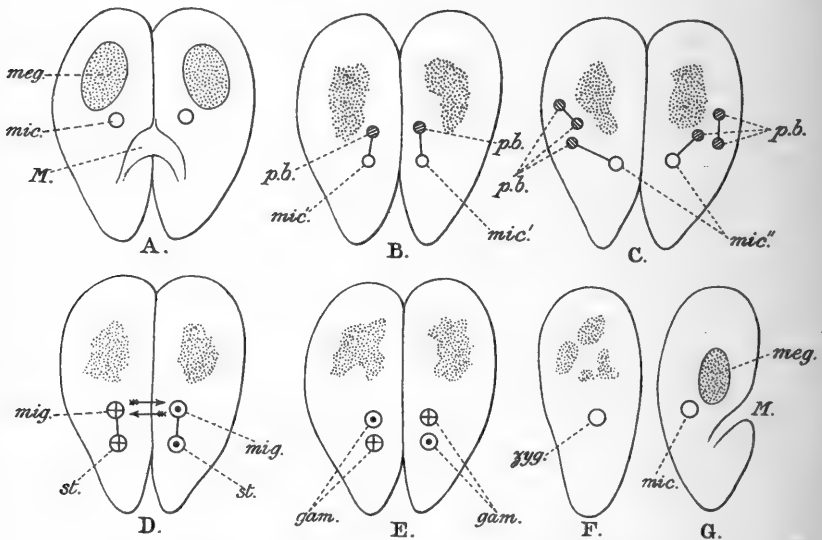 meg.
mic.
M.
A.
p.b.
mic.'
p.b.
mic.'
B.
p.b.
p.b.
mic.''
C.
mig.
st.
mig.
st.
D.
gam.
gam.
E.
zyg.
F.
meg.
M.
mic.
G.